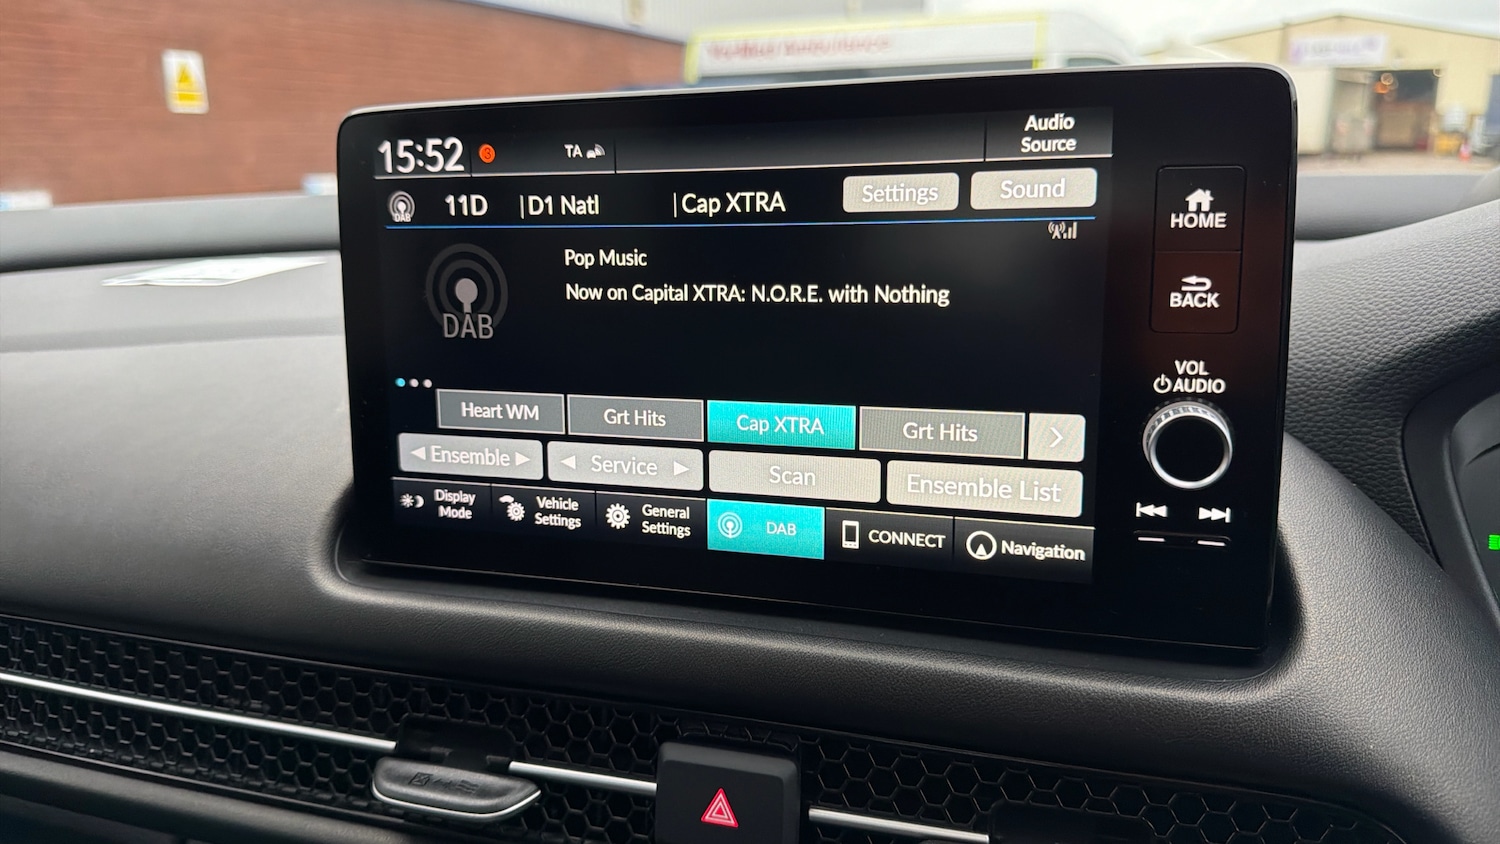 15:52
3
TA
Audio
Source
DAB
11D
|D1 Natl
|Cap XTRA
Settings
Sound
HOME
BACK
Pop Music
Now on Capital XTRA: N.O.R.E. with Nothing
DAB
VOL
AUDIO
Heart WM
Grt Hits
Cap XTRA
Grt Hits
Ensemble
Service
Scan
Ensemble List
Display
Mode
Vehicle
Settings
General
Settings
DAB
CONNECT
Navigation